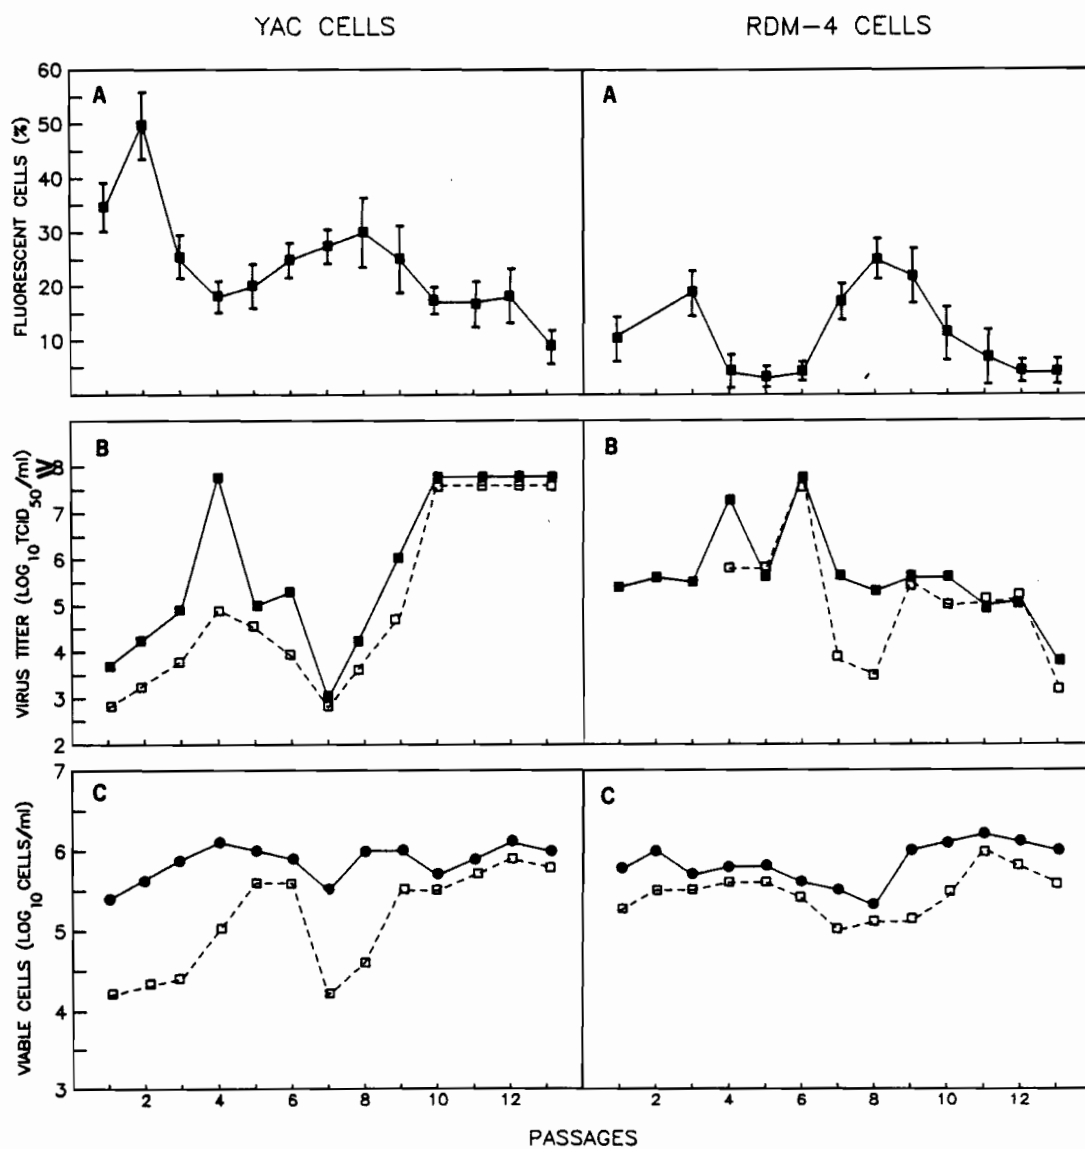 YAC CELLS
RDM-4 CELLS
FLUORESCENT CELLS (%)
60
50
40
30
20
10
A
A
VIRUS TITER (LOG10TCID50/ml)
≥8
7
6
5
4
3
2
B
B
VIABLE CELLS (LOG10 CELLS/ml)
7
6
5
4
3
C
C
2 4 6 8 10 12
2 4 6 8 10 12
PASSAGES